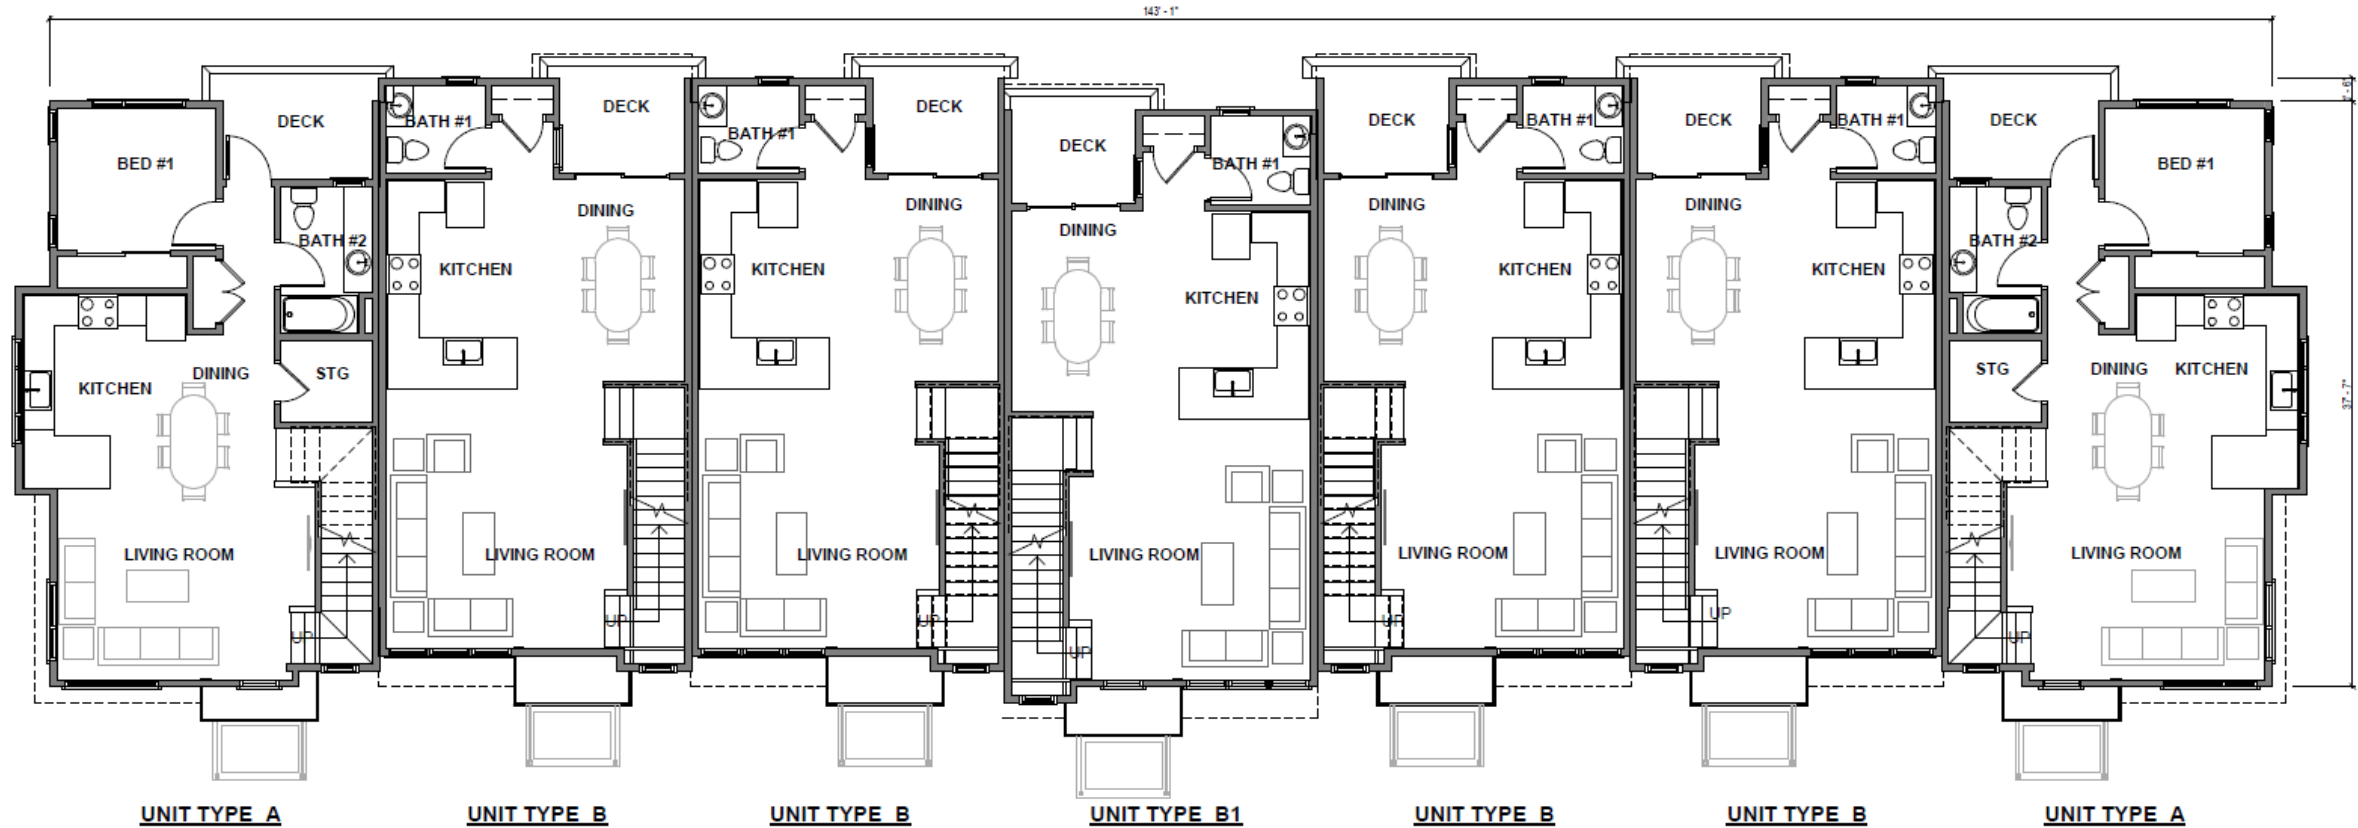 143' - 1"
DECK
DECK
DECK
DECK
DECK
DECK
DECK
BATH #1
BATH #1
BATH #1
BATH #1
BATH #1
BED #1
BED #1
DINING
DINING
DINING
DINING
DINING
BATH #2
BATH #2
KITCHEN
KITCHEN
KITCHEN
KITCHEN
KITCHEN
DINING
STG
KITCHEN
STG
DINING
KITCHEN
37' - 7"
LIVING ROOM
LIVING ROOM
LIVING ROOM
LIVING ROOM
LIVING ROOM
LIVING ROOM
LIVING ROOM
UP
UP
UP
UP
UP
UP
UP
UNIT TYPE A
UNIT TYPE B
UNIT TYPE B
UNIT TYPE B1
UNIT TYPE B
UNIT TYPE B
UNIT TYPE A